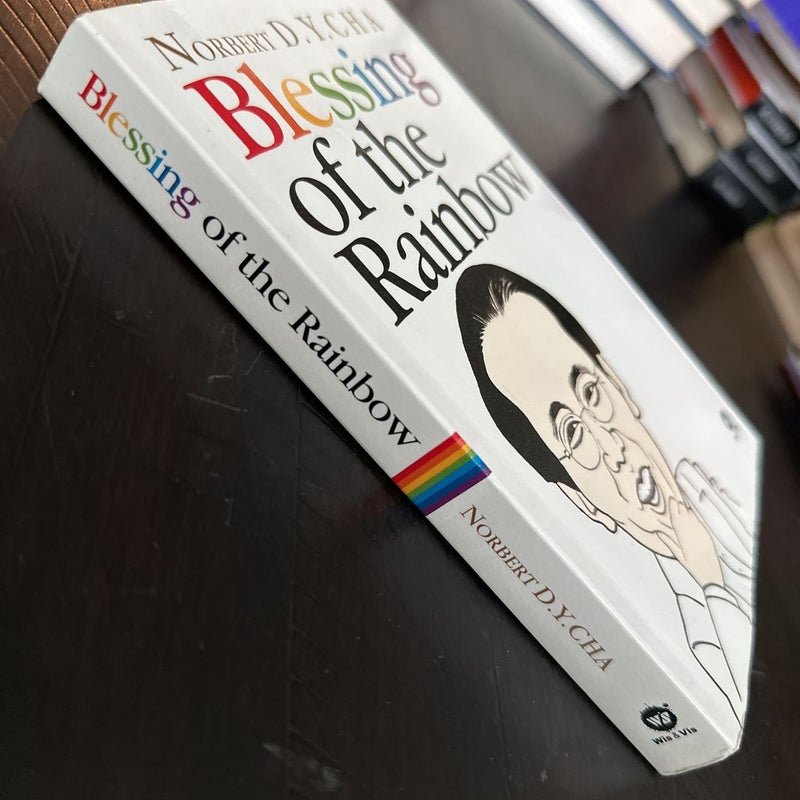 NORBERT D.Y.CHA
Blessing
of the
Rainbow
Blessing of the Rainbow
NORBERT D.Y.CHA
Wis & Vis